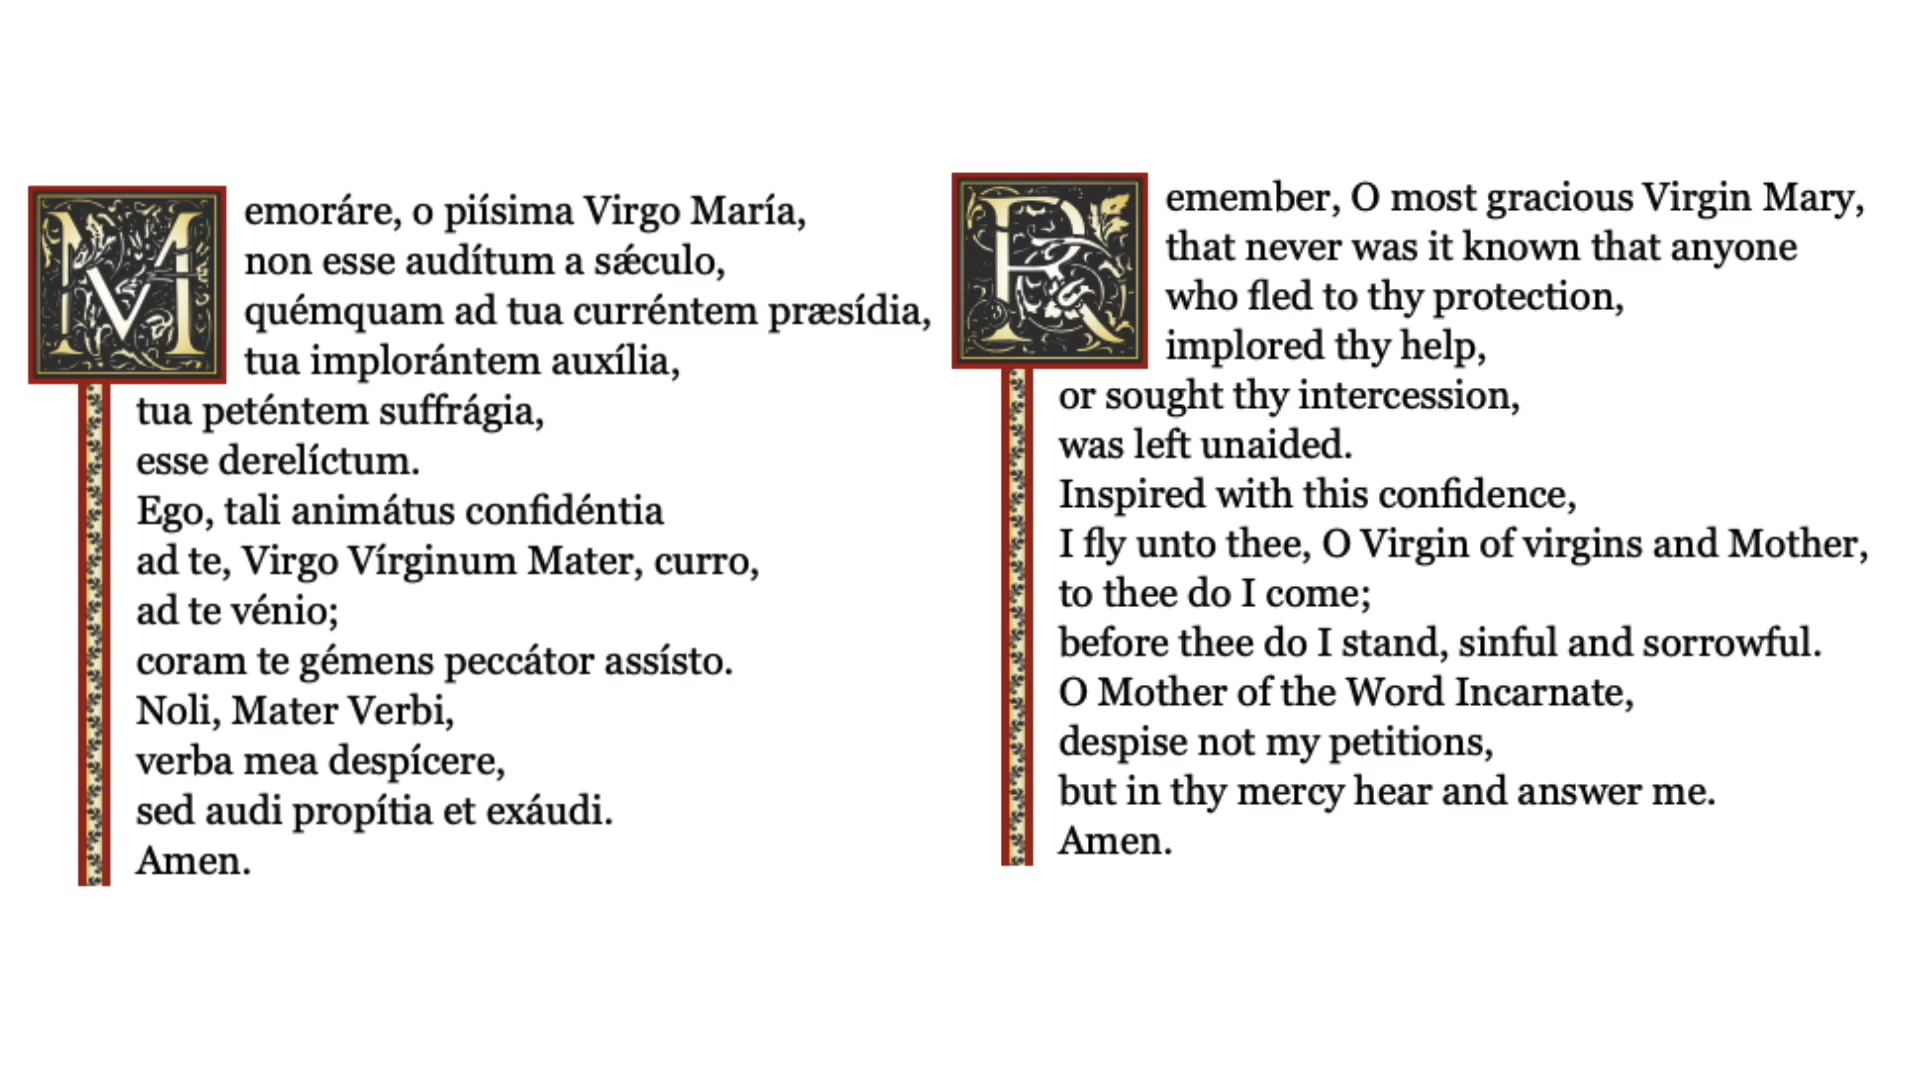 Memoráre, o piísima Virgo María,
non esse audítum a sǽculo,
quémquam ad tua curréntem præsídia,
tua implorántem auxília,
tua peténtem suffrágia,
esse derelíctum.
Ego, tali animátus confidéntia
ad te, Virgo Vírginum Mater, curro,
ad te vénio;
coram te gémens peccátor assísto.
Noli, Mater Verbi,
verba mea despícere,
sed audi propítia et exáudi.
Amen.
Remember, O most gracious Virgin Mary,
that never was it known that anyone
who fled to thy protection,
implored thy help,
or sought thy intercession,
was left unaided.
Inspired with this confidence,
I fly unto thee, O Virgin of virgins and Mother,
to thee do I come;
before thee do I stand, sinful and sorrowful.
O Mother of the Word Incarnate,
despise not my petitions,
but in thy mercy hear and answer me.
Amen.